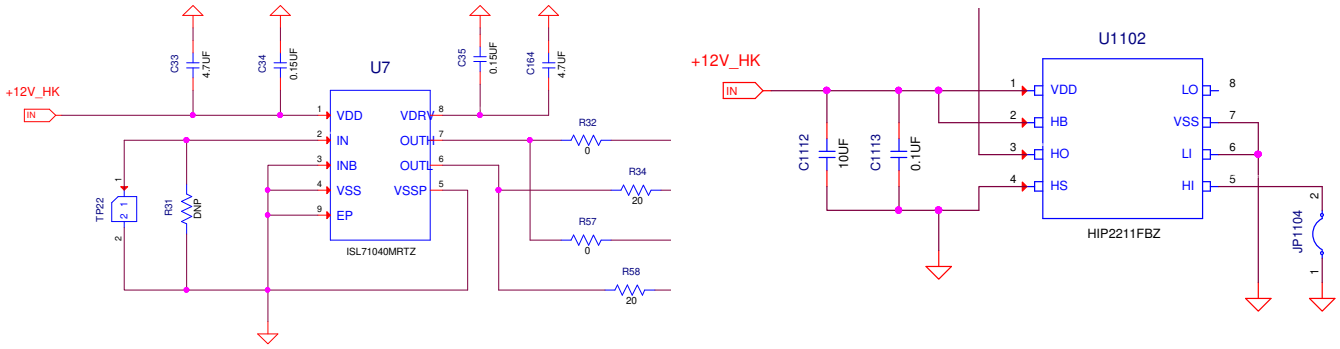 +12V_HK
IN
C33
4.7UF
C34
0.15UF
U7
C35
0.15UF
C164
4.7UF
1 VDD
2 IN
3 INB
4 VSS
9 EP
VDRV 8
OUTH 7
OUTL 6
VSSP 5
ISL71040MRTZ
TP22
1
2 1
2
R31
DNP
R32
0
R34
20
R57
0
R58
20
+12V_HK
IN
C1112
10UF
C1113
0.1UF
U1102
1 VDD
2 HB
3 HO
4 HS
LO 8
VSS 7
LI 6
HI 5
HIP2211FBZ
JP1104
2
1